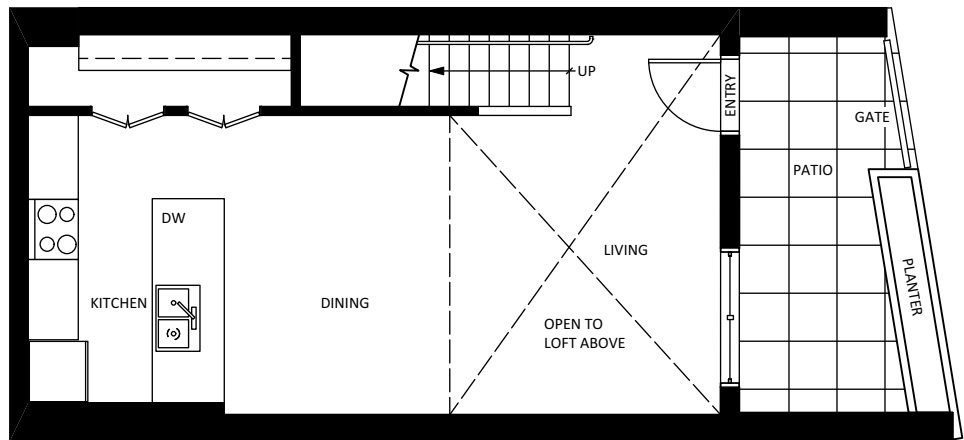 UP
ENTRY
GATE
PATIO
DW
LIVING
PLANTER
KITCHEN
DINING
OPEN TO
LOFT ABOVE